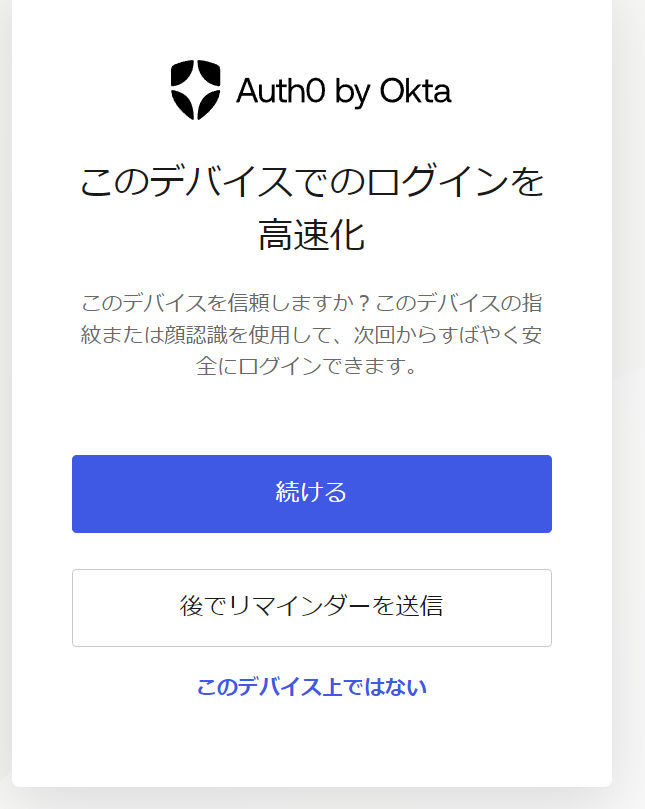 Auth0 by Okta
このデバイスでのログインを
高速化
このデバイスを信頼しますか？このデバイスの指
紋または顔認識を使用して、次回からすばやく安
全にログインできます。
続ける
後でリマインダーを送信
このデバイス上ではない